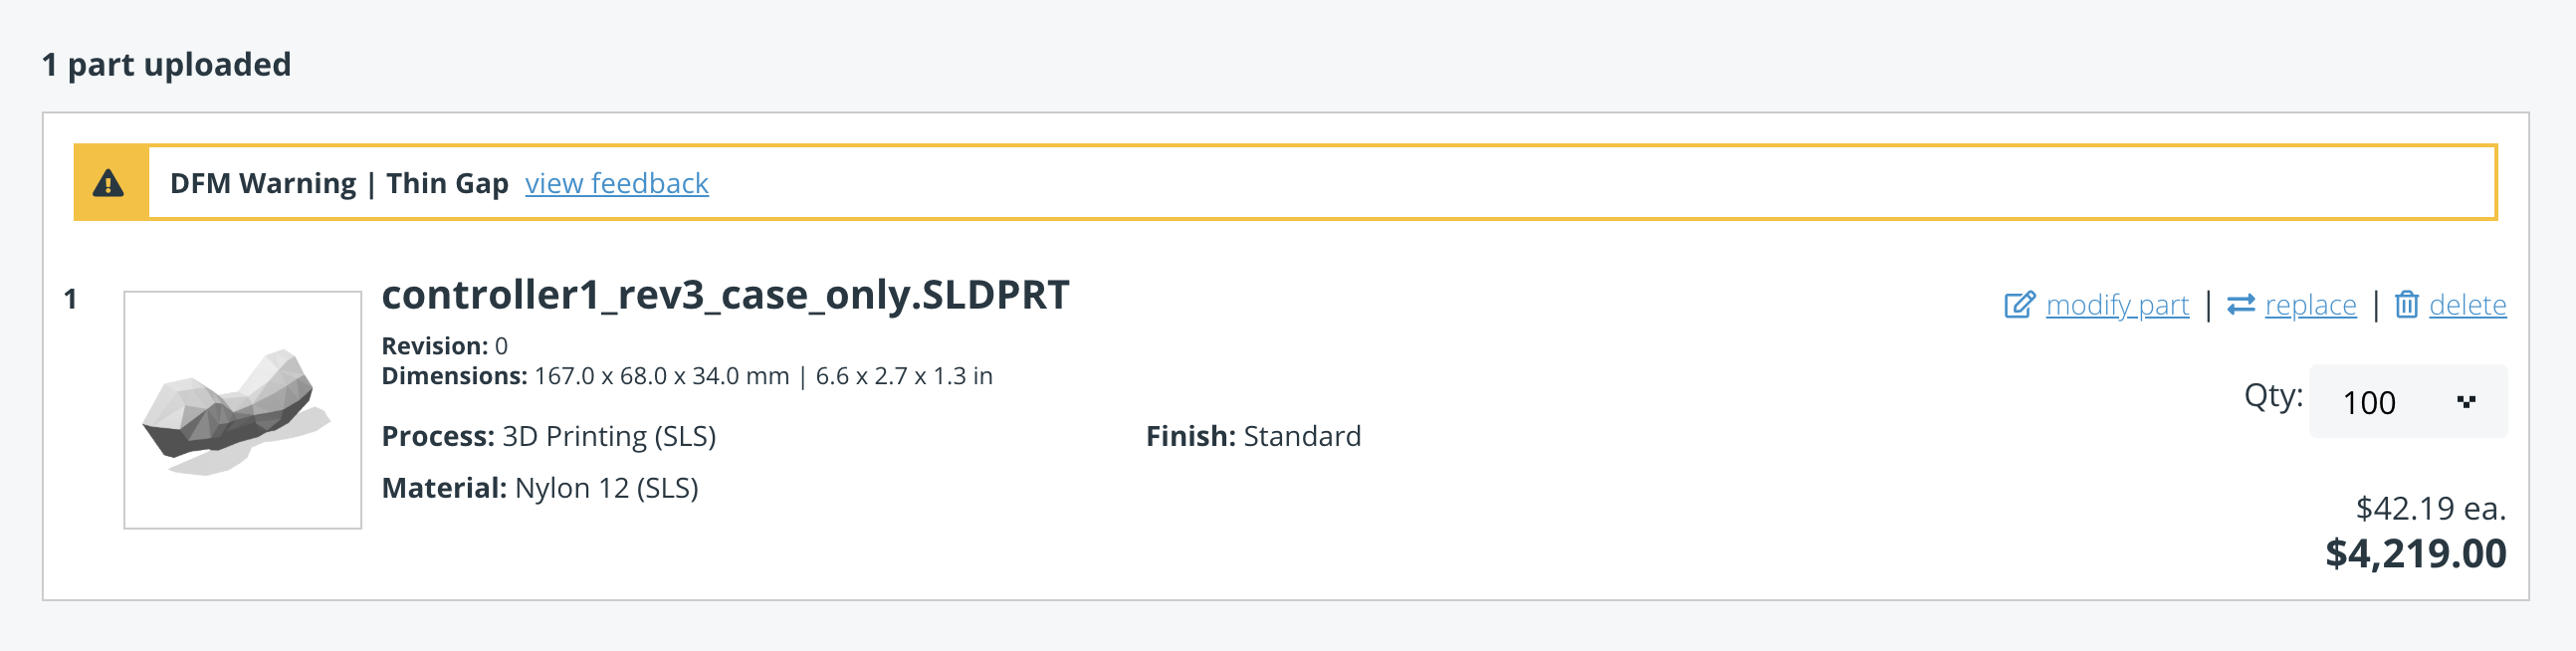 1 part uploaded
DFM Warning | Thin Gap view feedback
1
controller1_rev3_case_only.SLDPRT
modify part | replace | delete
Revision: 0
Dimensions: 167.0 x 68.0 x 34.0 mm | 6.6 x 2.7 x 1.3 in
Qty: 100
Process: 3D Printing (SLS) Finish: Standard
Material: Nylon 12 (SLS)
$42.19 ea.
$4,219.00